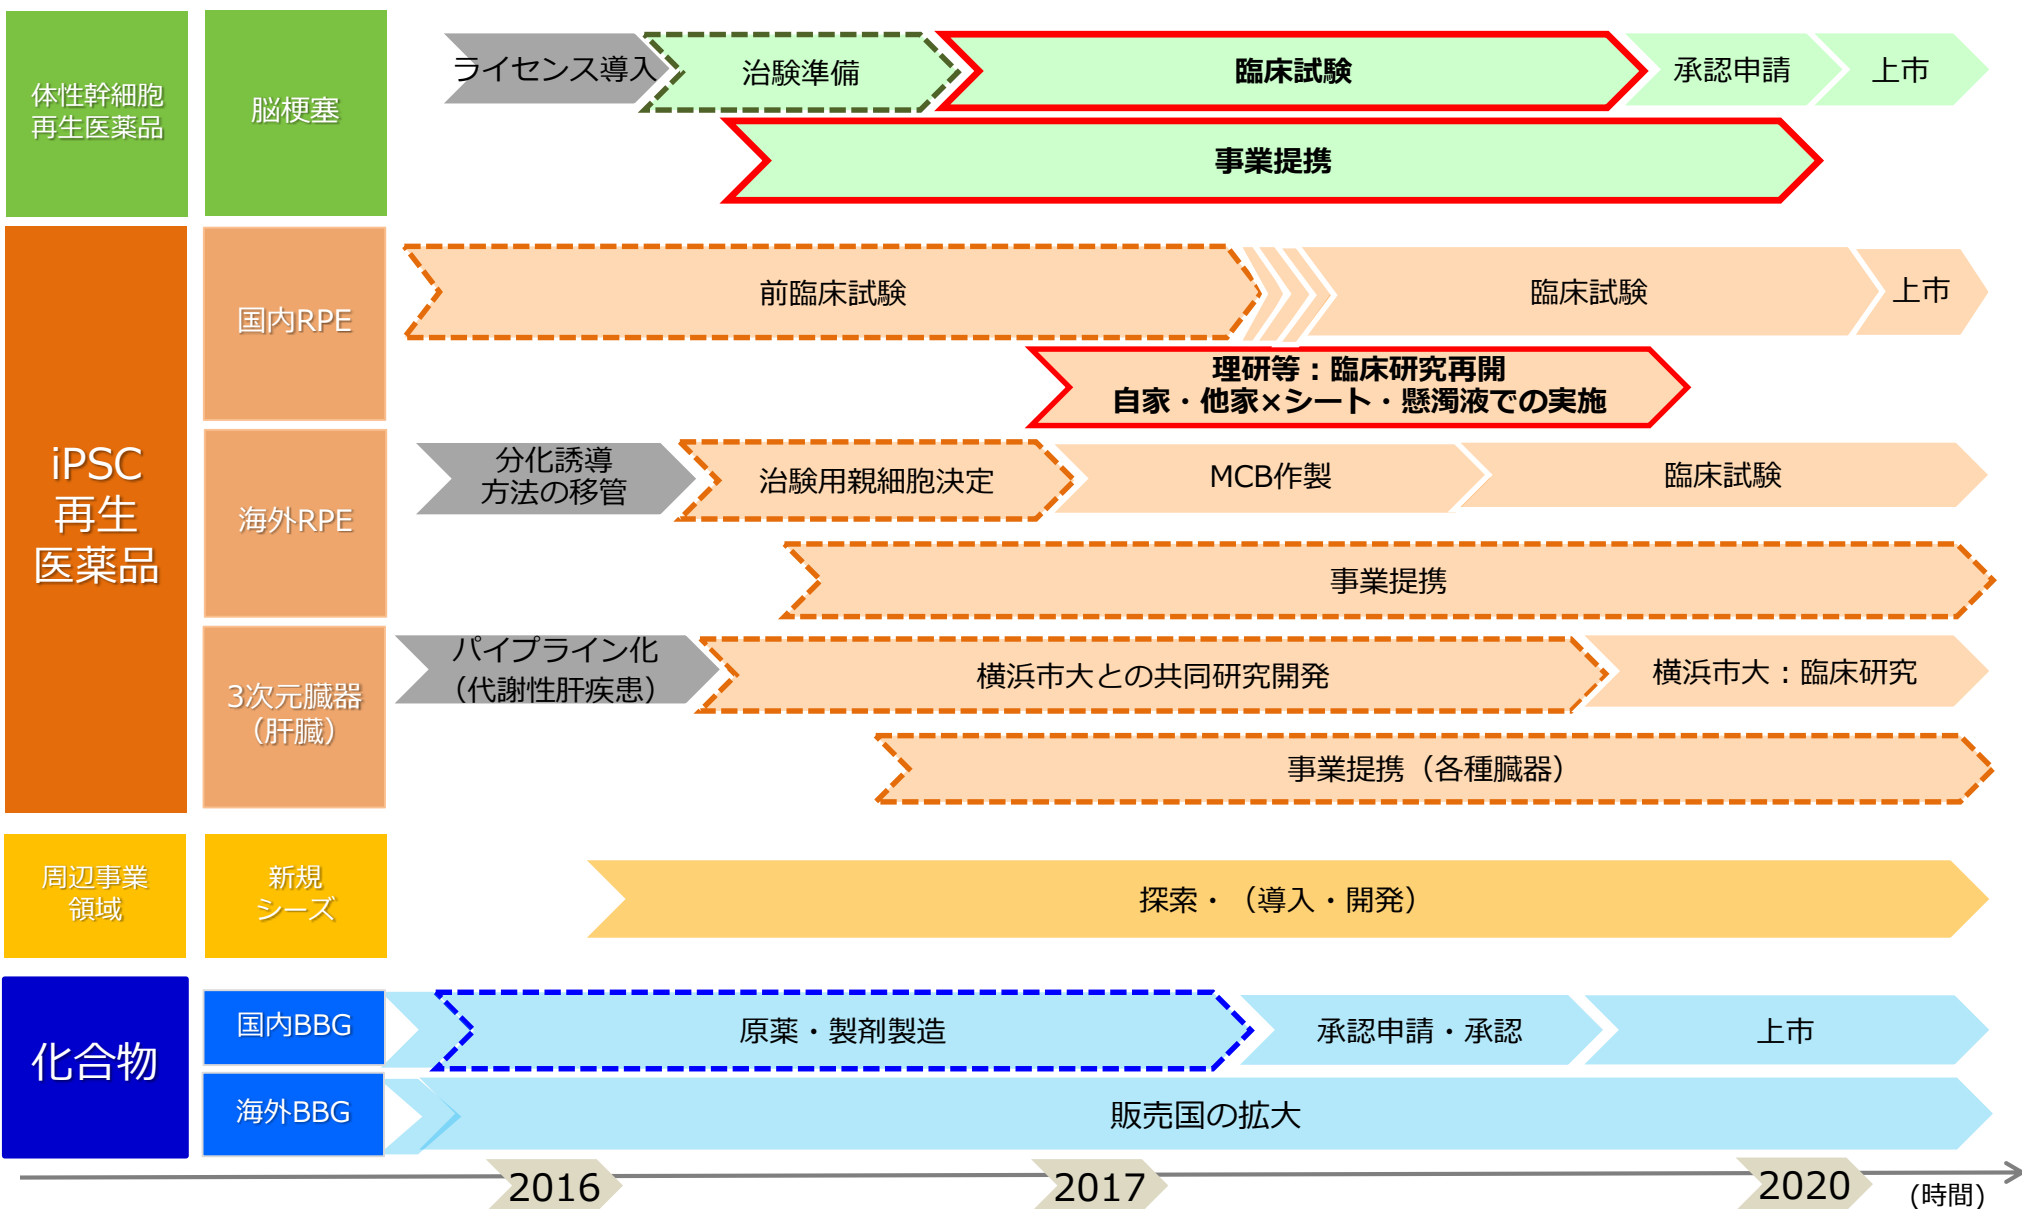 体性幹細胞
再生医薬品
脳梗塞
ライセンス導入
治験準備
臨床試験
承認申請
上市
事業提携
iPSC
再生
医薬品
国内RPE
前臨床試験
臨床試験
上市
理研等：臨床研究再開
自家・他家×シート・懸濁液での実施
海外RPE
分化誘導
方法の移管
治験用親細胞決定
MCB作製
臨床試験
事業提携
3次元臓器
（肝臓）
パイプライン化
（代謝性肝疾患）
横浜市大との共同研究開発
横浜市大：臨床研究
事業提携（各種臓器）
周辺事業
領域
新規
シーズ
探索・（導入・開発）
化合物
国内BBG
原薬・製剤製造
承認申請・承認
上市
海外BBG
販売国の拡大
2016
2017
2020
(時間)